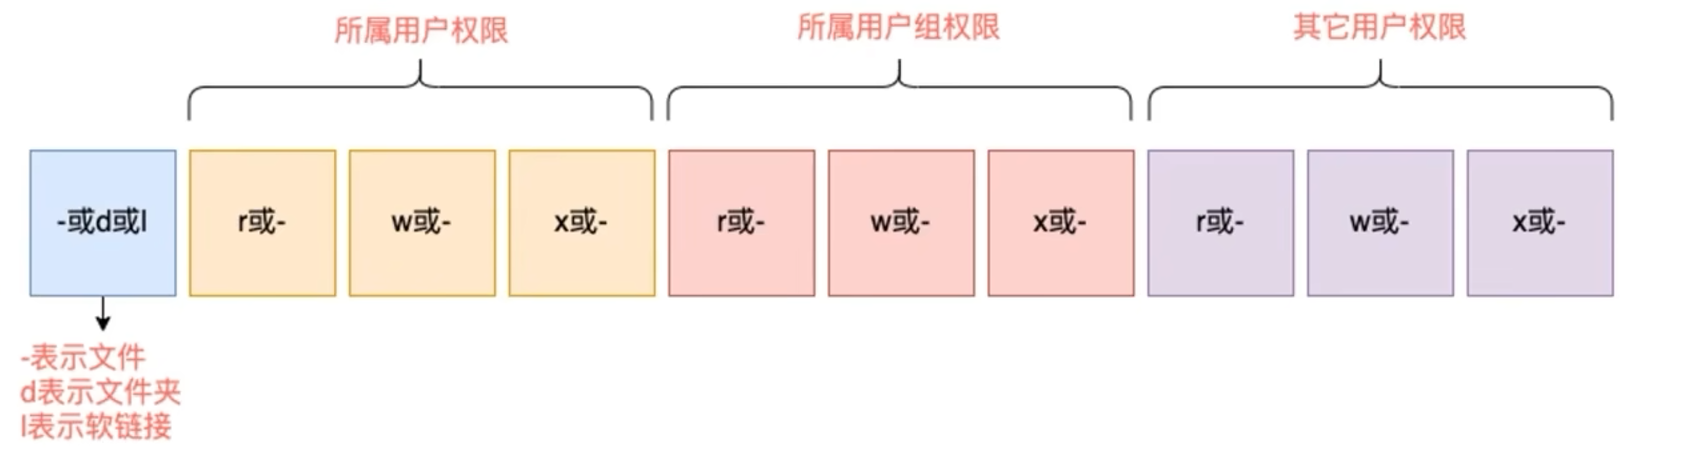 所属用户权限
所属用户组权限
其它用户权限
-或d或l
r或-
w或-
x或-
r或-
w或-
x或-
r或-
w或-
x或-
-表示文件
d表示文件夹
l表示软链接